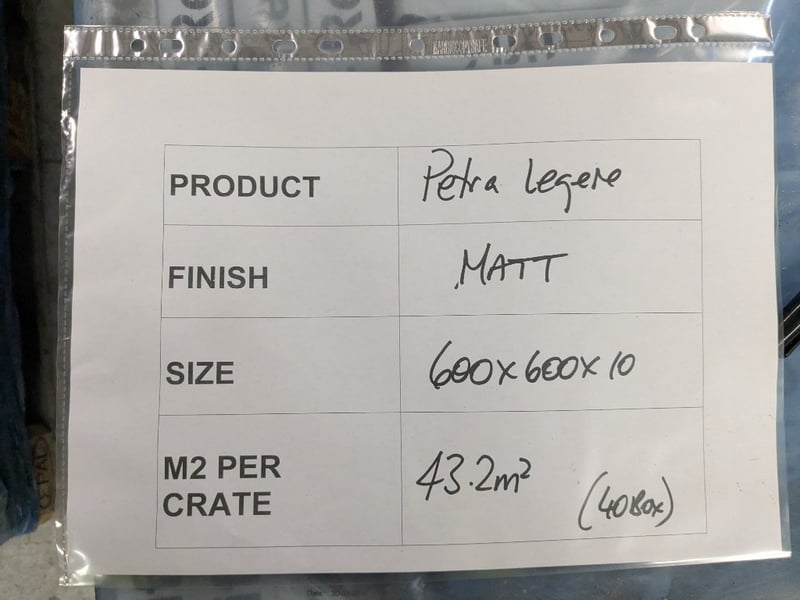 PRODUCT Petra Legere
FINISH MATT
SIZE 600x600x10
M2 PER
CRATE 43.2m² (40Box)